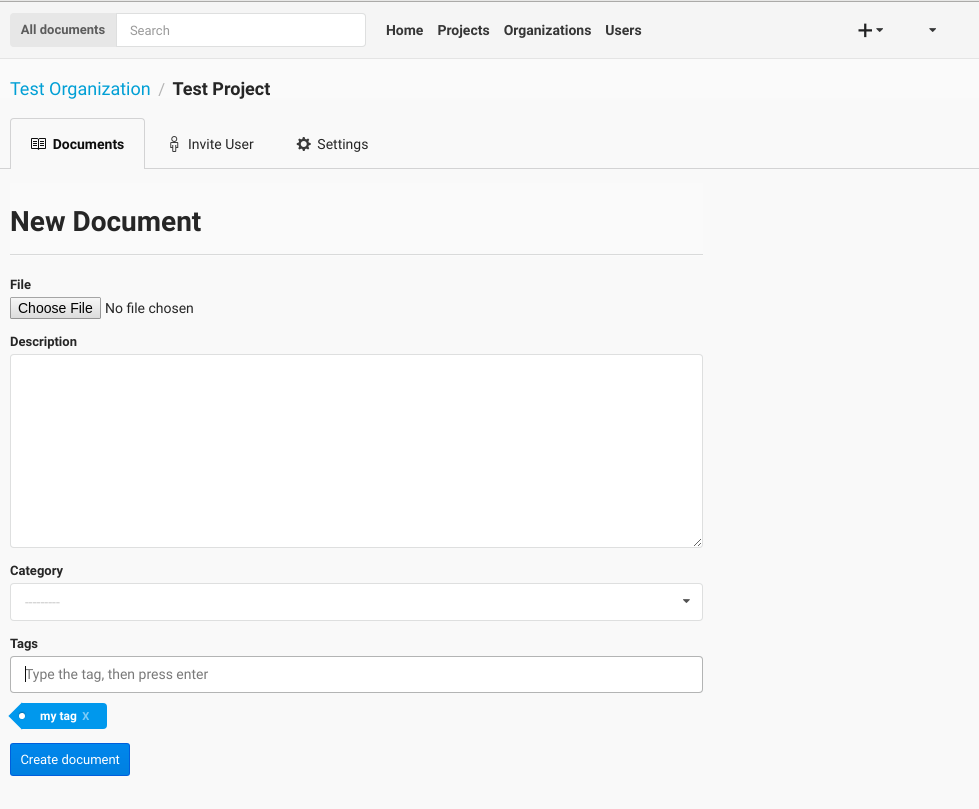 All documents Search Home Projects Organizations Users
Test Organization / Test Project
Documents Invite User Settings
New Document
File
Choose File No file chosen
Description
Category
---------
Tags
Type the tag, then press enter
my tag x
Create document